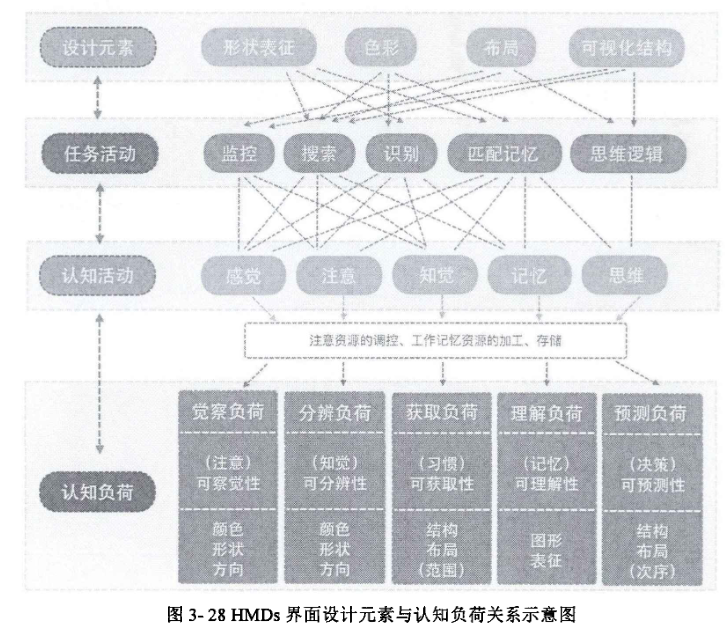 设计元素 形状表征 色彩 布局 可视化结构
任务活动 监控 搜索 识别 匹配记忆 思维逻辑
认知活动 感觉 注意 知觉 记忆 思维
注意资源的调控、工作记忆资源的加工、存储
认知负荷
觉察负荷 分辨负荷 获取负荷 理解负荷 预测负荷
(注意) (知觉) (习惯) (记忆) (决策)
可察觉性 可分辨性 可获取性 可理解性 可预测性
颜色 颜色 结构 图形 结构
形状 形状 布局 表征 布局
方向 方向 (范围) (次序)
图 3- 28 HMDs 界面设计元素与认知负荷关系示意图